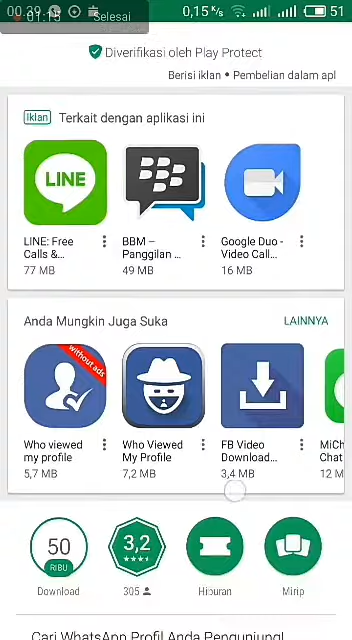 00.39
01:15
Selesai
0,15 K/s
51
Diverifikasi oleh Play Protect
Berisi iklan • Pembelian dalam apl
Iklan
Terkait dengan aplikasi ini
LINE
LINE: Free Calls &...
77 MB
BBM – Panggilan ...
49 MB
Google Duo - Video Call...
16 MB
Anda Mungkin Juga Suka
LAINNYA
without ads
Who viewed my profile
5,7 MB
Who Viewed My Profile
7,2 MB
FB Video Download...
3,4 MB
MiCh
Chat
12 M
50
RIBU
Download
3,2
305
Hiburan
Mirip
Cari WhatsApp Profil Anda Pengunjung!